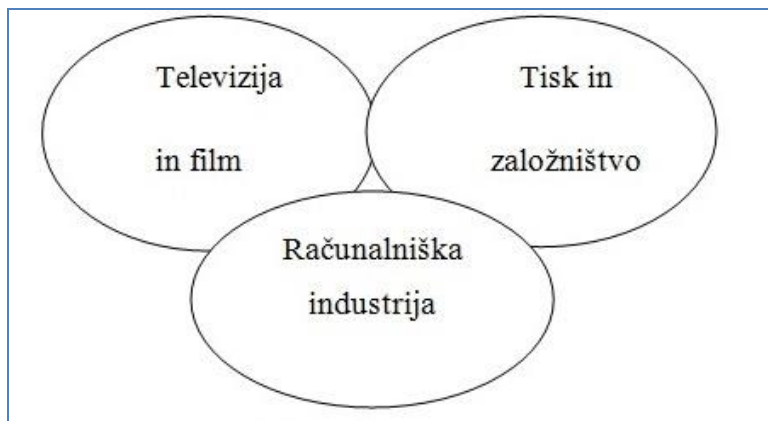 Televizija
in film
Tisk in
založništvo
Računalniška
industrija